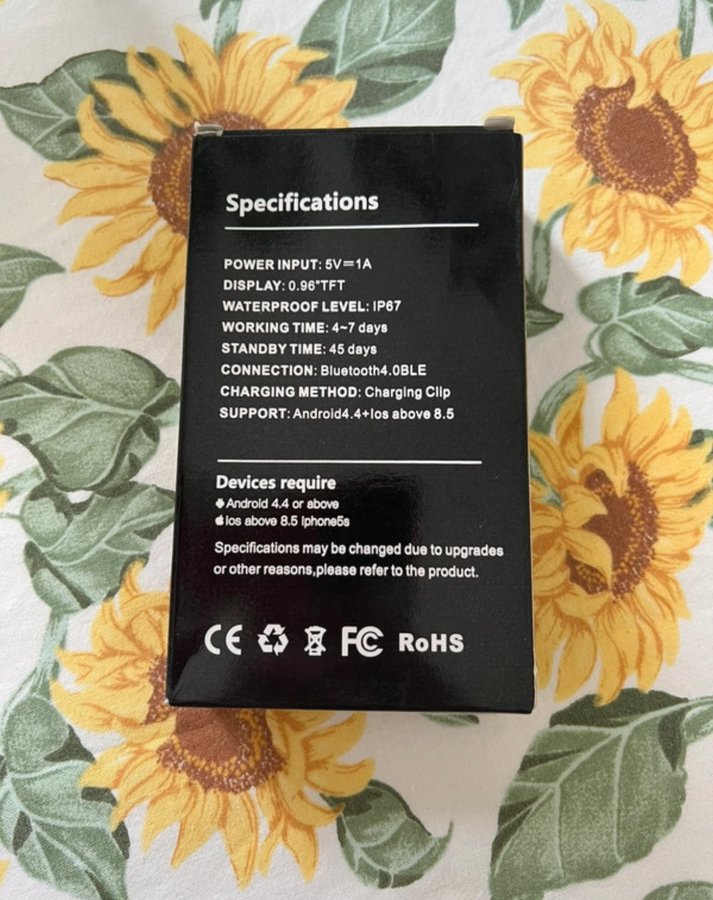 Specifications
POWER INPUT: 5V⎓1A
DISPLAY: 0.96"TFT
WATERPROOF LEVEL: IP67
WORKING TIME: 4~7 days
STANDBY TIME: 45 days
CONNECTION: Bluetooth4.0BLE
CHARGING METHOD: Charging Clip
SUPPORT: Android4.4+Ios above 8.5
Devices require
Android 4.4 or above
Ios above 8.5 Iphone5s
Specifications may be changed due to upgrades
or other reasons,please refer to the product.
CE FC RoHS